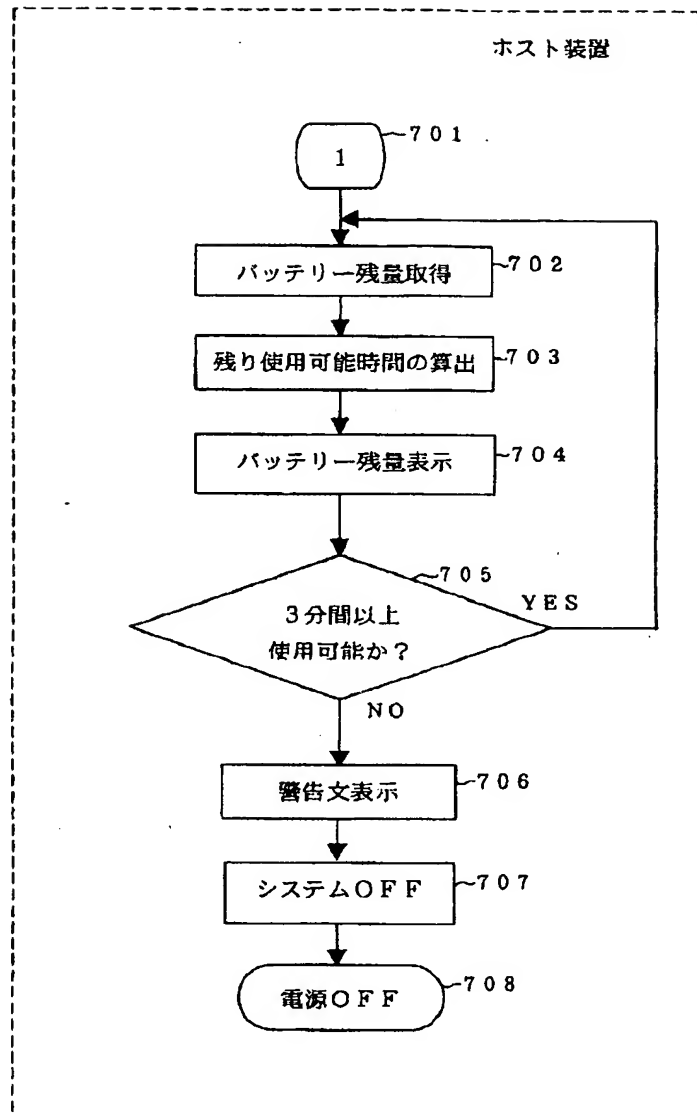 ホスト装置
701
1
バッテリー残量取得
702
残り使用可能時間の算出
703
バッテリー残量表示
704
705
3分間以上
使用可能か?
YES
NO
警告文表示
706
システムOFF
707
電源OFF
708